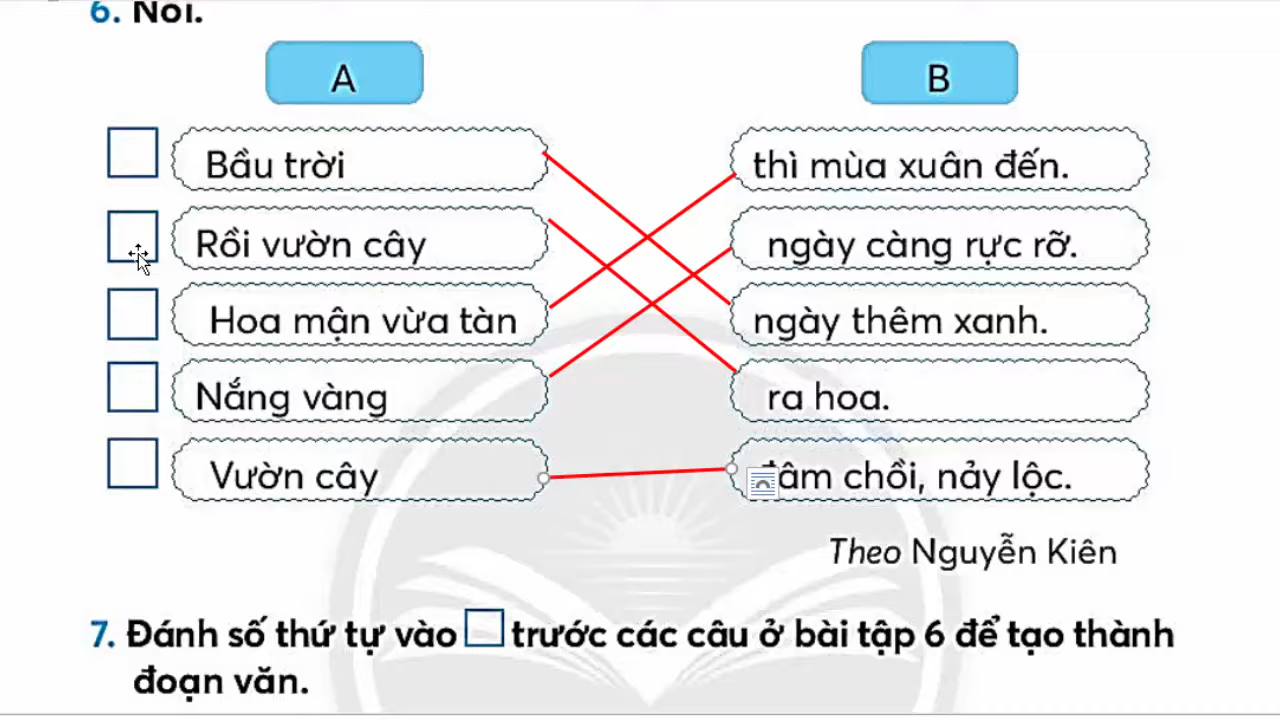 6. Nối.
A
B
Bầu trời
thì mùa xuân đến.
Rồi vườn cây
ngày càng rực rỡ.
Hoa mận vừa tàn
ngày thêm xanh.
Nắng vàng
ra hoa.
Vườn cây
đâm chồi, nảy lộc.
Theo Nguyễn Kiên
7. Đánh số thứ tự vào trước các câu ở bài tập 6 để tạo thành
đoạn văn.